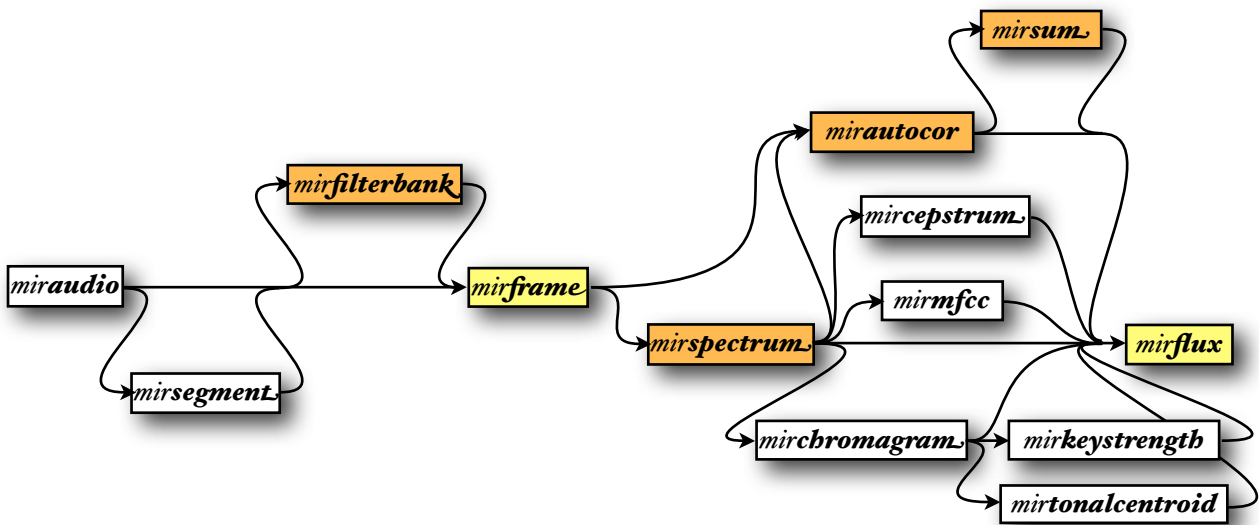 mirsum
mirautocor
mirfilterbank
mircepstrum
miraudio
mirframe
mirmfcc
mirspectrum
mirflux
mirsegment
mirchromagram
mirkeystrength
mirtonalcentroid